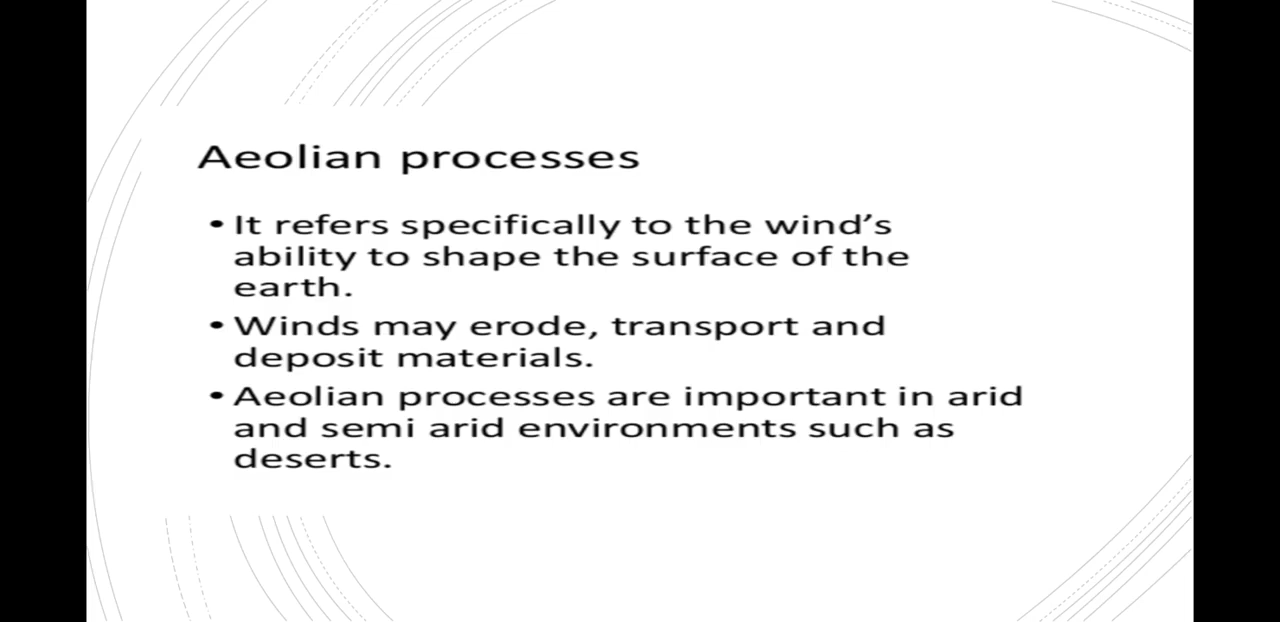 Aeolian processes
• It refers specifically to the wind’s
ability to shape the surface of the
earth.
• Winds may erode, transport and
deposit materials.
• Aeolian processes are important in arid
and semi arid environments such as
deserts.